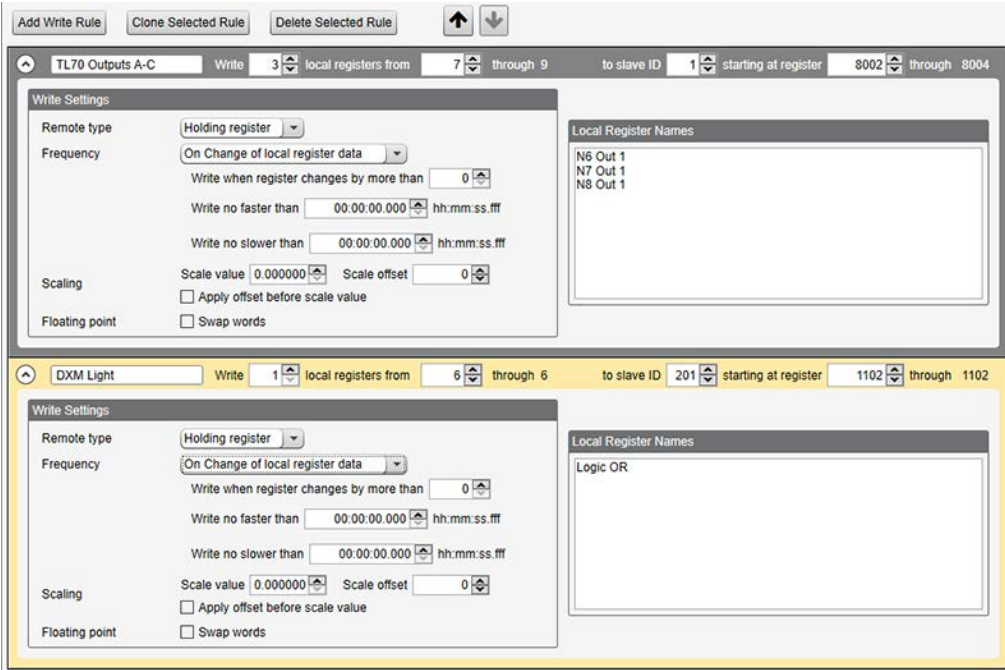 Add Write Rule Clone Selected Rule Delete Selected Rule
TL70 Outputs A-C Write 3 local registers from 7 through 9 to slave ID 1 starting at register 8002 through 8004
Write Settings
Remote type Holding register
Frequency On Change of local register data
Write when register changes by more than 0
Write no faster than 00:00:00.000 hh:mm:ss.fff
Write no slower than 00:00:00.000 hh:mm:ss.fff
Scaling Scale value 0.000000 Scale offset 0
Apply offset before scale value
Floating point Swap words
Local Register Names
N6 Out 1
N7 Out 1
N8 Out 1
DXM Light Write 1 local registers from 6 through 6 to slave ID 201 starting at register 1102 through 1102
Write Settings
Remote type Holding register
Frequency On Change of local register data
Write when register changes by more than 0
Write no faster than 00:00:00.000 hh:mm:ss.fff
Write no slower than 00:00:00.000 hh:mm:ss.fff
Scaling Scale value 0.000000 Scale offset 0
Apply offset before scale value
Floating point Swap words
Local Register Names
Logic OR